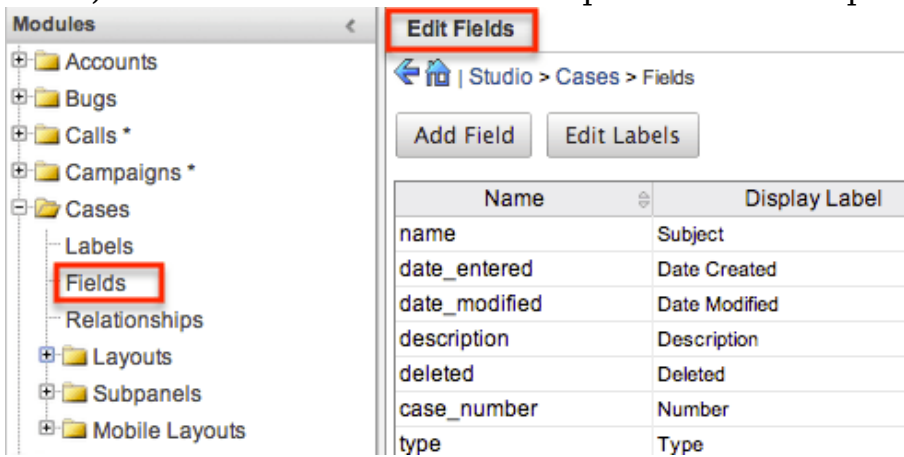 Modules
Accounts
Bugs
Calls *
Campaigns *
Cases
Labels
Fields
Relationships
Layouts
Subpanels
Mobile Layouts
Edit Fields
| Studio > Cases > Fields
Add Field Edit Labels
Name Display Label
name Subject
date_entered Date Created
date_modified Date Modified
description Description
deleted Deleted
case_number Number
type Type